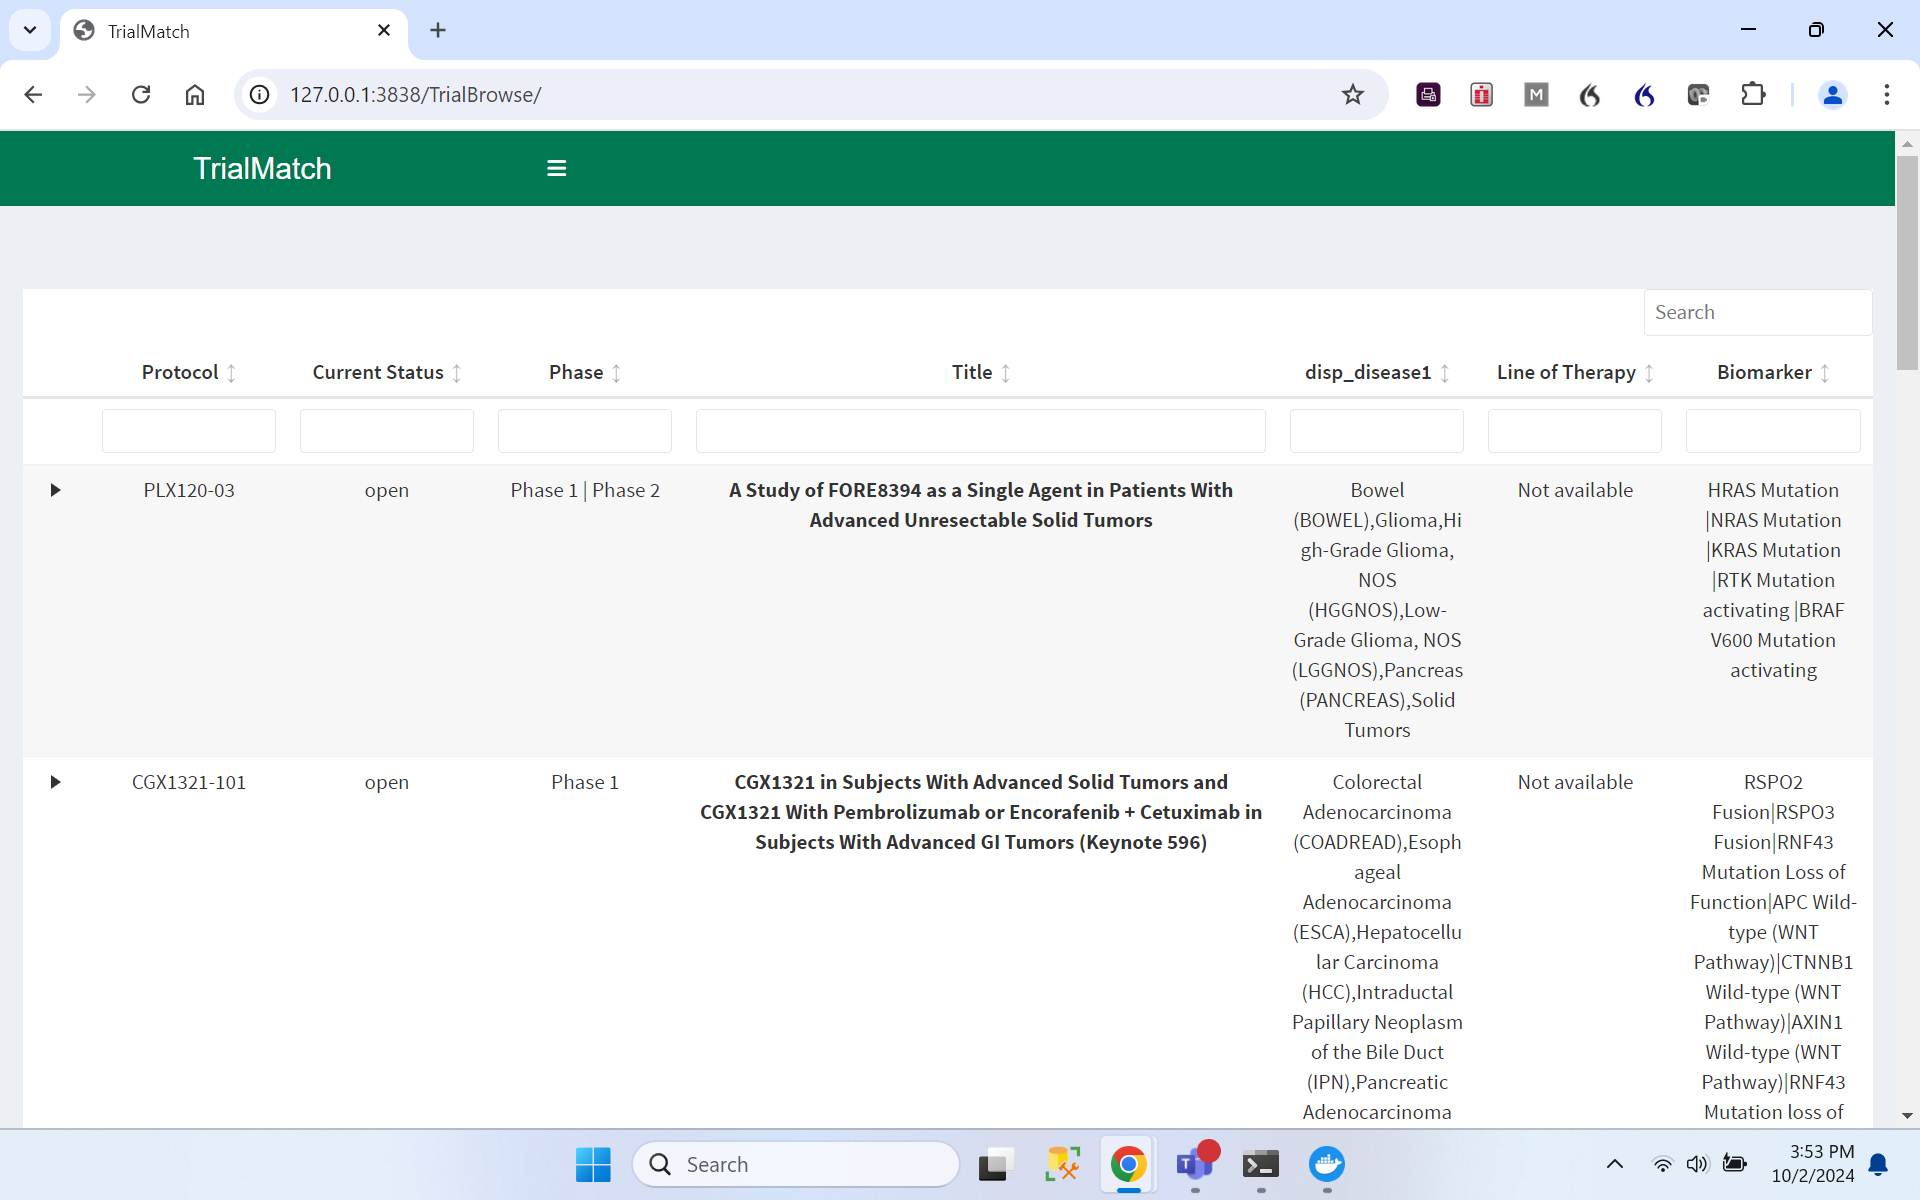 TrialMatch
127.0.0.1:3838/TrialBrowse/
M
TrialMatch
Search
Protocol
Current Status
Phase
Title
disp_disease1
Line of Therapy
Biomarker
PLX120-03
open
Phase 1 | Phase 2
A Study of FORE8394 as a Single Agent in Patients With
Advanced Unresectable Solid Tumors
Bowel
(BOWEL),Glioma,Hi
gh-Grade Glioma,
NOS
(HGGNOS),Low-
Grade Glioma, NOS
(LGGNOS),Pancreas
(PANCREAS),Solid
Tumors
Not available
HRAS Mutation
|NRAS Mutation
|KRAS Mutation
|RTK Mutation
activating |BRAF
V600 Mutation
activating
CGX1321-101
open
Phase 1
CGX1321 in Subjects With Advanced Solid Tumors and
CGX1321 With Pembrolizumab or Encorafenib + Cetuximab in
Subjects With Advanced GI Tumors (Keynote 596)
Colorectal
Adenocarcinoma
(COADREAD),Esoph
ageal
Adenocarcinoma
(ESCA),Hepatocellu
lar Carcinoma
(HCC),Intraductal
Papillary Neoplasm
of the Bile Duct
(IPN),Pancreatic
Adenocarcinoma
Not available
RSPO2
Fusion|RSPO3
Fusion|RNF43
Mutation Loss of
Function|APC Wild-
type (WNT
Pathway)|CTNNB1
Wild-type (WNT
Pathway)|AXIN1
Wild-type (WNT
Pathway)|RNF43
Mutation loss of
Search
3:53 PM
10/2/2024